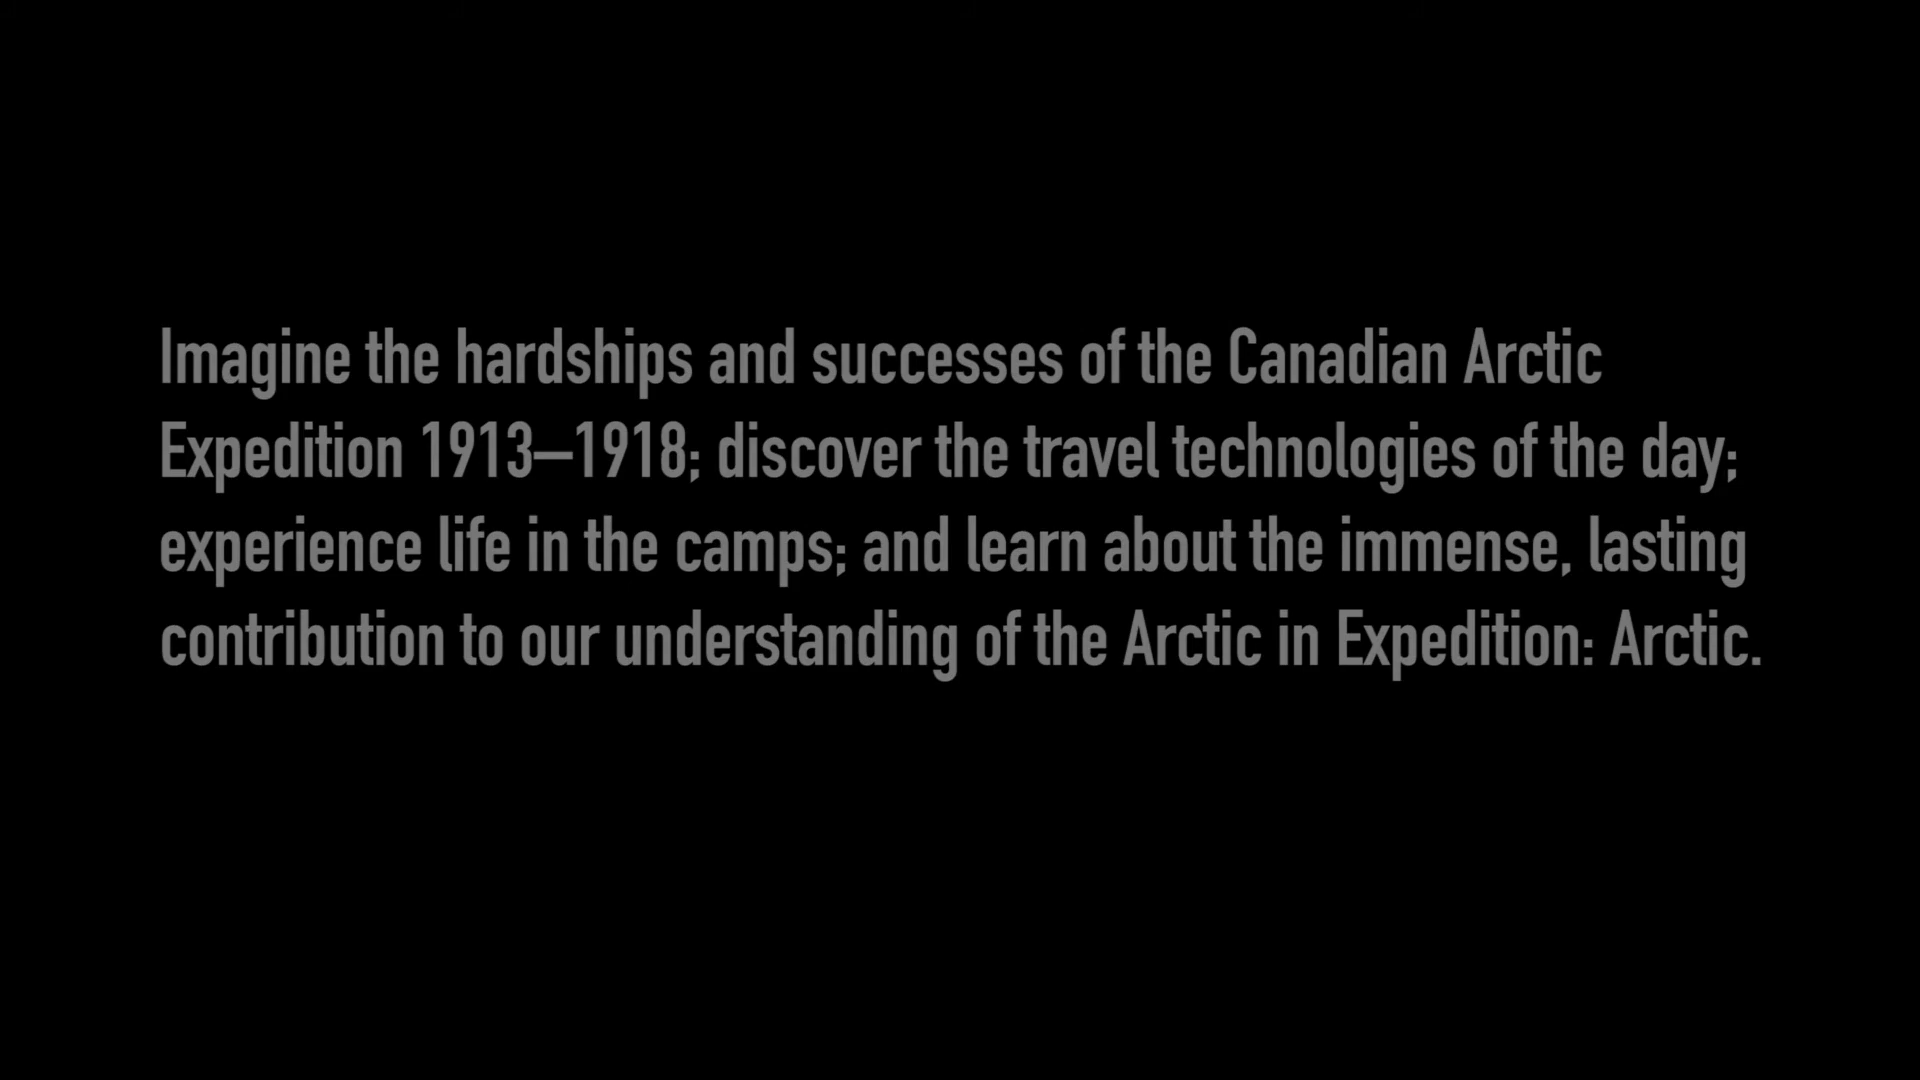 Imagine the hardships and successes of the Canadian Arctic
Expedition 1913–1918; discover the travel technologies of the day;
experience life in the camps; and learn about the immense, lasting
contribution to our understanding of the Arctic in Expedition: Arctic.